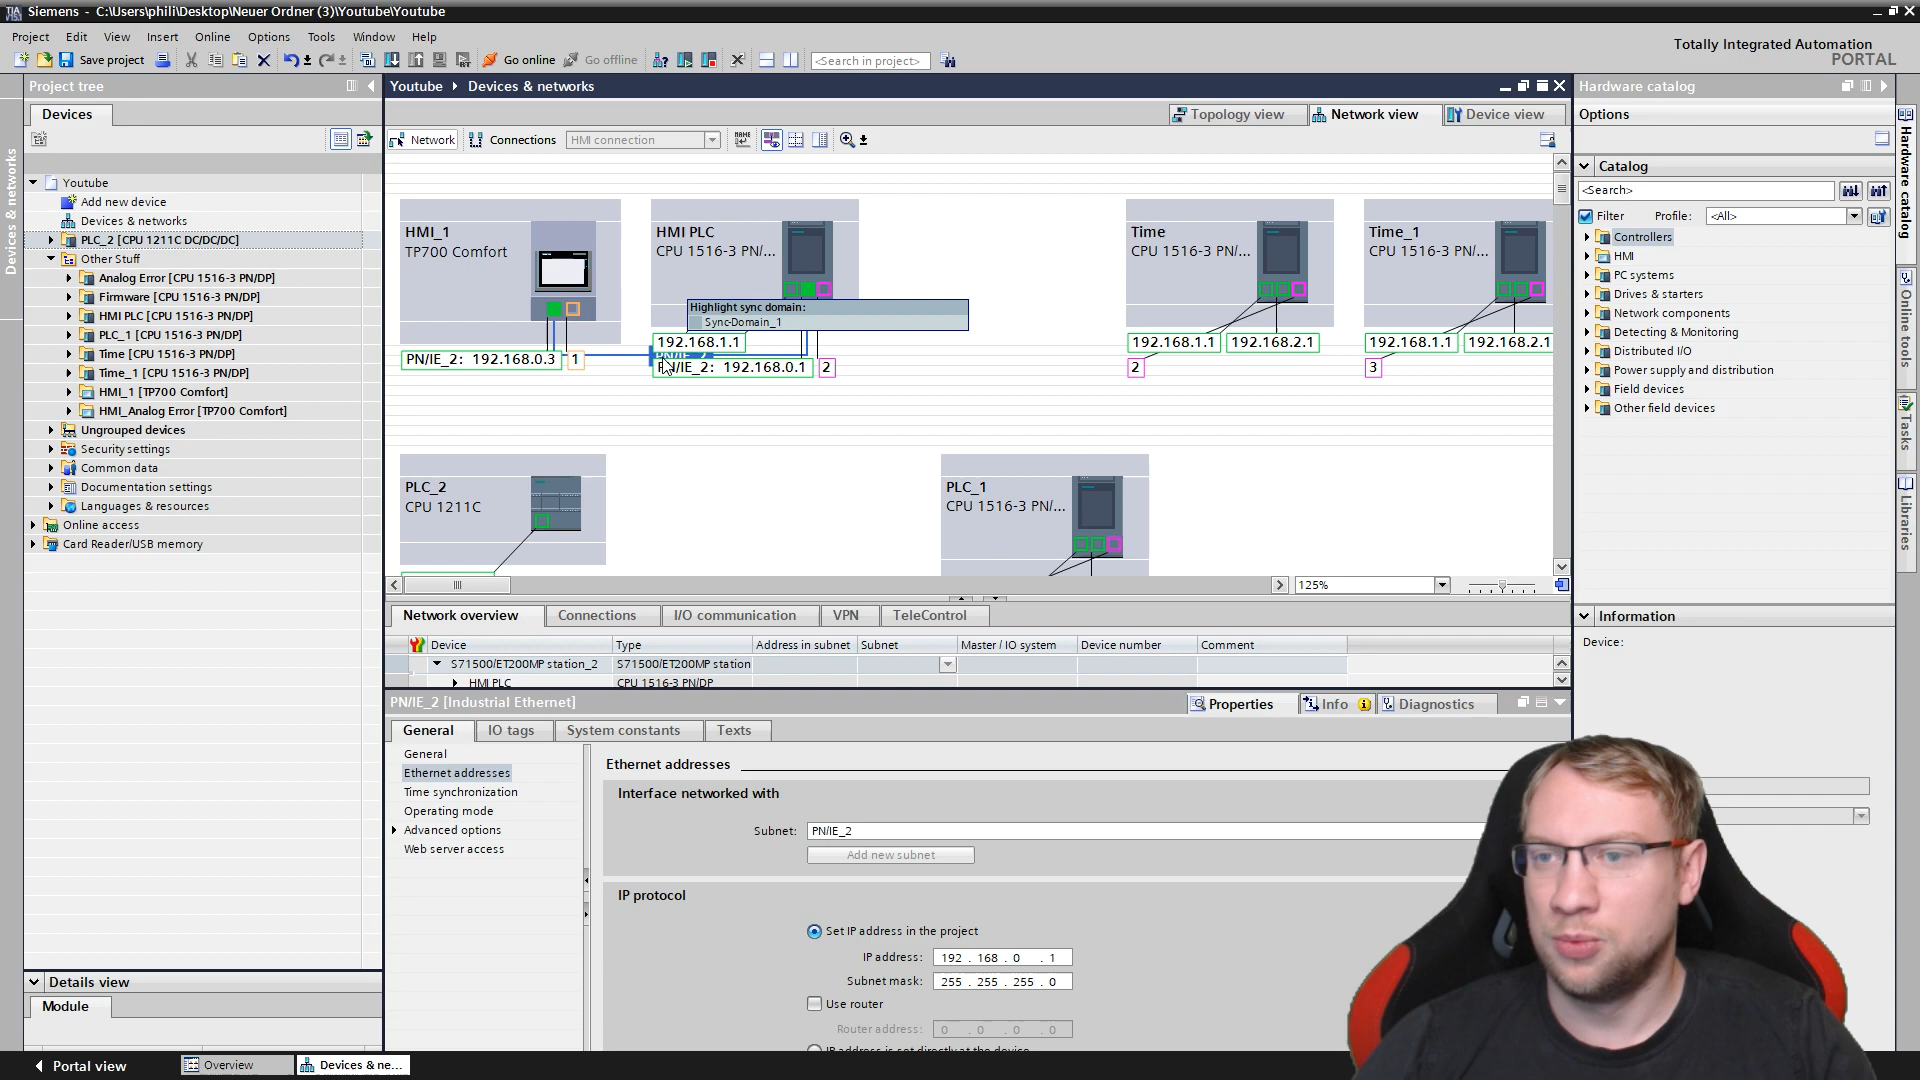 Siemens - C:\Users\phili\Desktop\Neuer Ordner (3)\Youtube\Youtube
Project Edit View Insert Online Options Tools Window Help
Totally Integrated Automation
PORTAL
Save project
Go online
Go offline
<Search in project>
Project tree
Devices
Devices & networks
Youtube
Add new device
Devices & networks
PLC_2 [CPU 1211C DC/DC/DC]
Other Stuff
Analog Error [CPU 1516-3 PN/DP]
Firmware [CPU 1516-3 PN/DP]
HMI PLC [CPU 1516-3 PN/DP]
PLC_1 [CPU 1516-3 PN/DP]
Time [CPU 1516-3 PN/DP]
Time_1 [CPU 1516-3 PN/DP]
HMI_1 [TP700 Comfort]
HMI_Analog Error [TP700 Comfort]
Ungrouped devices
Security settings
Common data
Documentation settings
Languages & resources
Online access
Card Reader/USB memory
Details view
Module
Youtube Devices & networks
Topology view
Network view
Device view
Network
Connections
HMI connection
HMI_1
TP700 Comfort
HMI PLC
CPU 1516-3 PN/...
Time
CPU 1516-3 PN/...
Time_1
CPU 1516-3 PN/...
Highlight sync domain:
Sync-Domain_1
192.168.1.1
PN/IE_2: 192.168.0.3
1
PN/IE_2: 192.168.0.1
2
192.168.1.1
192.168.2.1
2
192.168.1.1
192.168.2.1
3
PLC_2
CPU 1211C
PLC_1
CPU 1516-3 PN/...
125%
Network overview
Connections
I/O communication
VPN
TeleControl
Device Type Address in subnet Subnet Master / IO system Device number Comment
S71500/ET200MP station_2 S71500/ET200MP station
HMI PLC CPU 1516-3 PN/DP
PN/IE_2 [Industrial Ethernet]
Properties
Info
Diagnostics
General
IO tags
System constants
Texts
General
Ethernet addresses
Time synchronization
Operating mode
Advanced options
Web server access
Ethernet addresses
Interface networked with
Subnet: PN/IE_2
Add new subnet
IP protocol
Set IP address in the project
IP address: 192 . 168 . 0 . 1
Subnet mask: 255 . 255 . 255 . 0
Use router
Router address: 0 . 0 . 0 . 0
IP address is set directly at the device
Hardware catalog
Options
Catalog
<Search>
Filter
Profile: <All>
Controllers
HMI
PC systems
Drives & starters
Network components
Detecting & Monitoring
Distributed I/O
Power supply and distribution
Field devices
Other field devices
Information
Device:
Hardware catalog
Online tools
Tasks
Libraries
Portal view
Overview
Devices & ne...